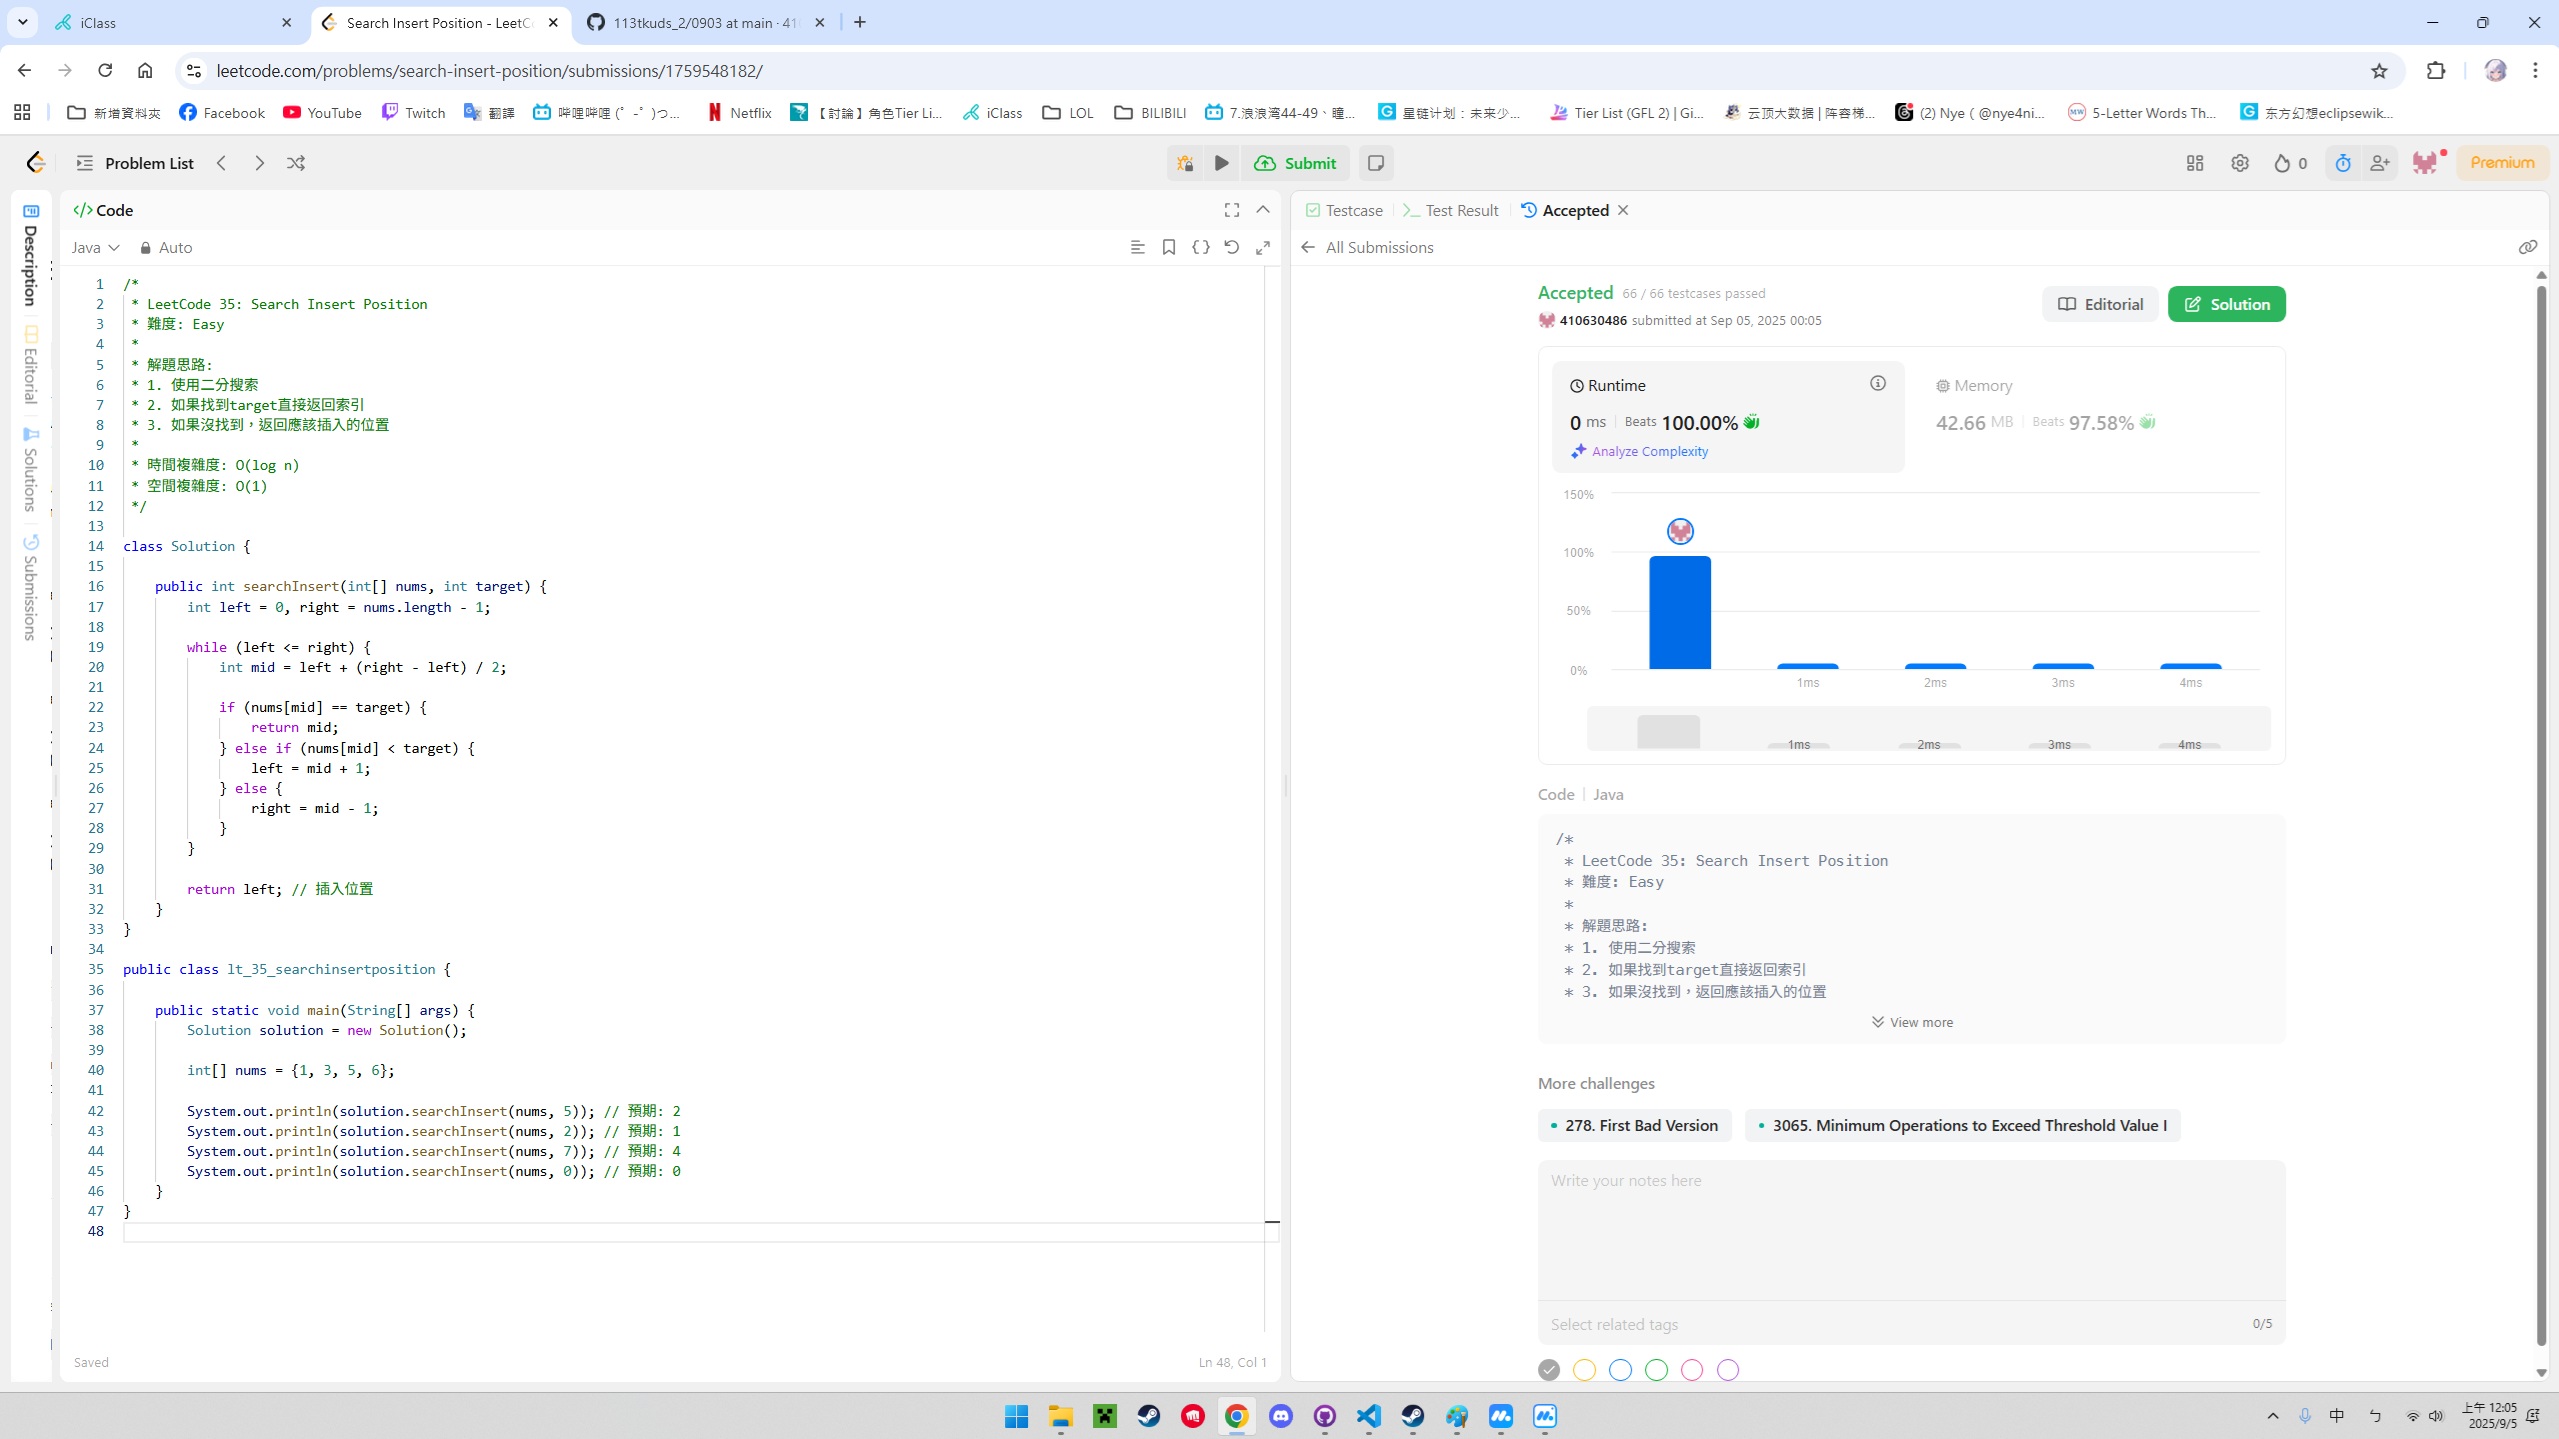 iClass
Search Insert Position - LeetC
113tkuds_2/0903 at main · 41
leetcode.com/problems/search-insert-position/submissions/1759548182/
新增資料夾
Facebook
YouTube
Twitch
翻譯
哔哩哔哩 (゜-゜)つ...
Netflix
【討論】角色Tier Li...
iClass
LOL
BILIBILI
7.浪浪湾44-49、瞳...
星链计划：未来少...
Tier List (GFL 2) | Gi...
云顶大数据 | 阵容梯...
(2) Nye ( @nye4ni...
5-Letter Words Th...
东方幻想eclipsewik...
Problem List
Submit
0
Premium
Description
Editorial
Solutions
Submissions
</> Code
Java
Auto
1 /*
2 * LeetCode 35: Search Insert Position
3 * 難度: Easy
4 *
5 * 解題思路:
6 * 1. 使用二分搜索
7 * 2. 如果找到target直接返回索引
8 * 3. 如果沒找到，返回應該插入的位置
9 *
10 * 時間複雜度: O(log n)
11 * 空間複雜度: O(1)
12 */
13
14 class Solution {
15
16 public int searchInsert(int[] nums, int target) {
17 int left = 0, right = nums.length - 1;
18
19 while (left <= right) {
20 int mid = left + (right - left) / 2;
21
22 if (nums[mid] == target) {
23 return mid;
24 } else if (nums[mid] < target) {
25 left = mid + 1;
26 } else {
27 right = mid - 1;
28 }
29 }
30
31 return left; // 插入位置
32 }
33 }
34
35 public class lt_35_searchinsertposition {
36
37 public static void main(String[] args) {
38 Solution solution = new Solution();
39
40 int[] nums = {1, 3, 5, 6};
41
42 System.out.println(solution.searchInsert(nums, 5)); // 預期: 2
43 System.out.println(solution.searchInsert(nums, 2)); // 預期: 1
44 System.out.println(solution.searchInsert(nums, 7)); // 預期: 4
45 System.out.println(solution.searchInsert(nums, 0)); // 預期: 0
46 }
47 }
48
Saved
Ln 48, Col 1
Testcase
Test Result
Accepted
All Submissions
Accepted 66 / 66 testcases passed
410630486 submitted at Sep 05, 2025 00:05
Editorial
Solution
Runtime
0 ms Beats 100.00%
Analyze Complexity
Memory
42.66 MB Beats 97.58%
150%
100%
50%
0%
1ms 2ms 3ms 4ms
1ms 2ms 3ms 4ms
Code | Java
/*
* LeetCode 35: Search Insert Position
* 難度: Easy
*
* 解題思路:
* 1. 使用二分搜索
* 2. 如果找到target直接返回索引
* 3. 如果沒找到，返回應該插入的位置
View more
More challenges
278. First Bad Version
3065. Minimum Operations to Exceed Threshold Value I
Write your notes here
Select related tags
0/5
中
ㄅ
上午 12:05
2025/9/5